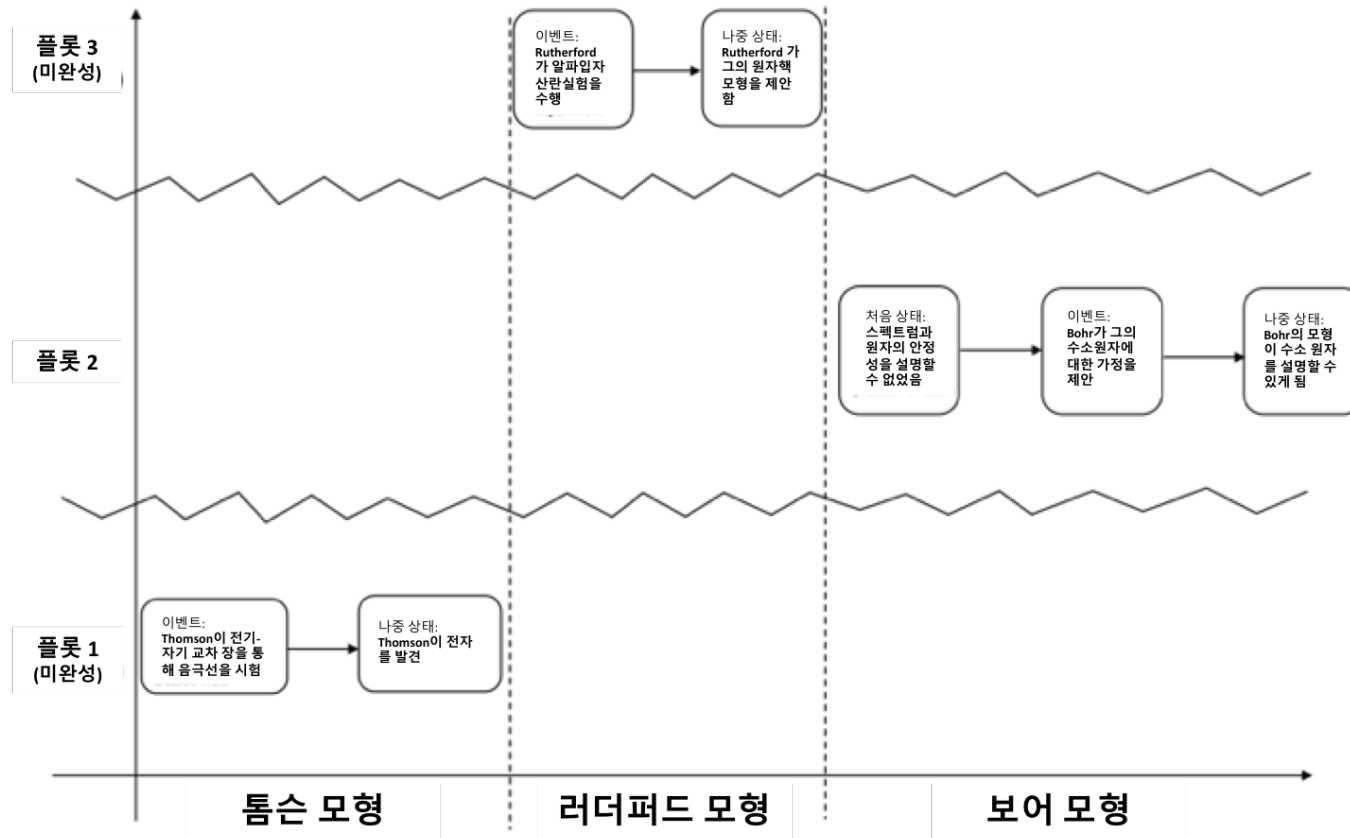 플롯 3
(미완성)
이벤트:
Rutherford
가 알파입자
산란실험을
수행
나중 상태:
Rutherford 가
그의 원자핵
모형을 제안
함
플롯 2
처음 상태:
스펙트럼과
원자의 안정
성을 설명할
수 없었음
이벤트:
Bohr가 그의
수소원자에
대한 가정을
제안
나중 상태:
Bohr의 모형
이 수소 원자
를 설명할 수
있게 됨
플롯 1
(미완성)
이벤트:
Thomson이 전기-
자기 교차 장을 통
해 음극선을 시험
나중 상태:
Thomson이 전자
를 발견
톰슨 모형
러더퍼드 모형
보어 모형